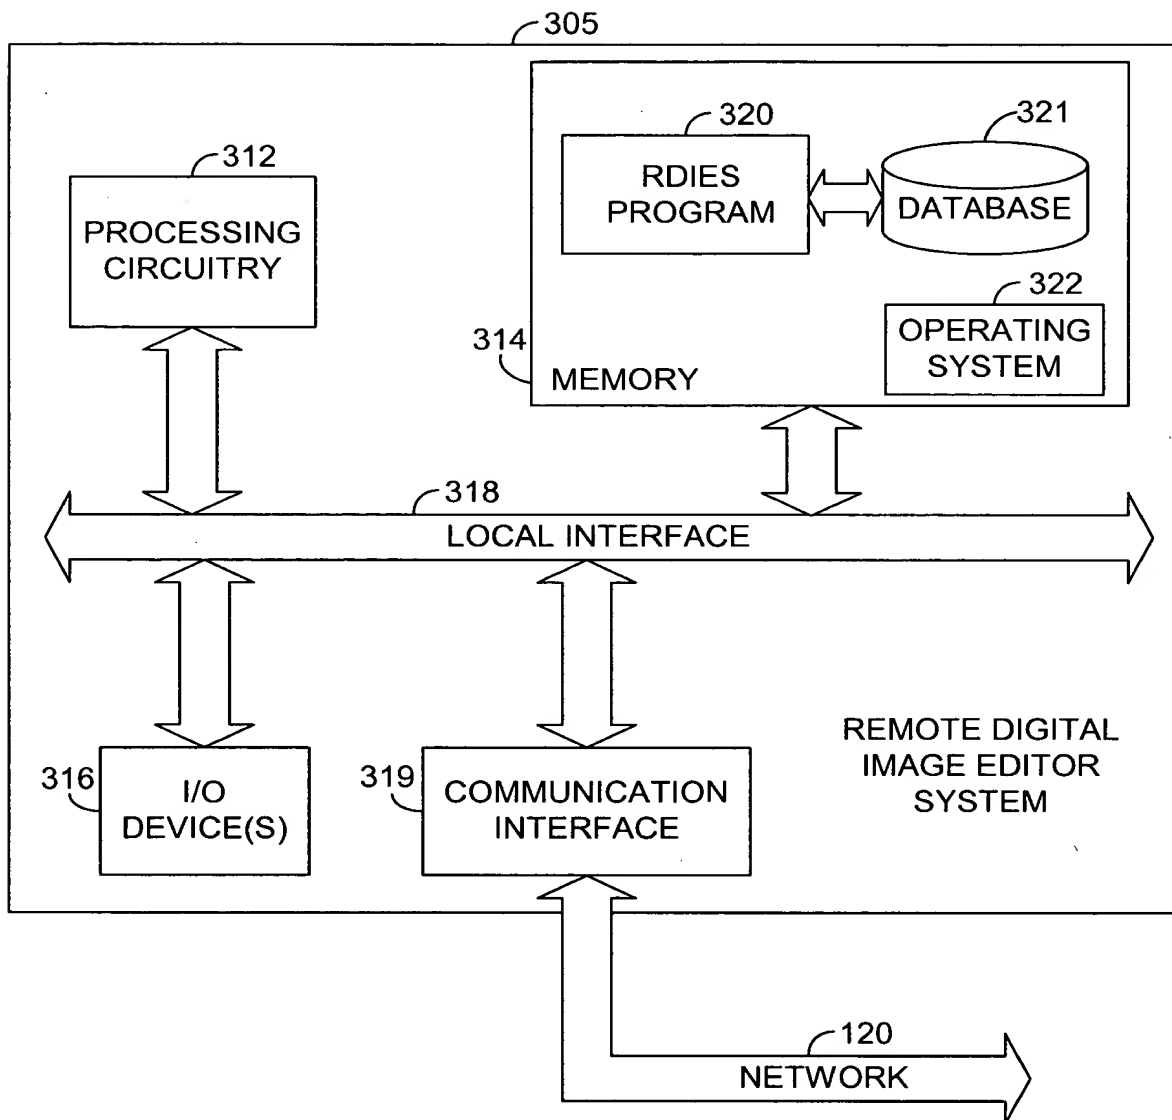 305
320
321
RDIES
PROGRAM
DATABASE
312
PROCESSING
CIRCUITRY
322
OPERATING
SYSTEM
314
MEMORY
318
LOCAL INTERFACE
316
I/O
DEVICE(S)
319
COMMUNICATION
INTERFACE
REMOTE DIGITAL
IMAGE EDITOR
SYSTEM
120
NETWORK